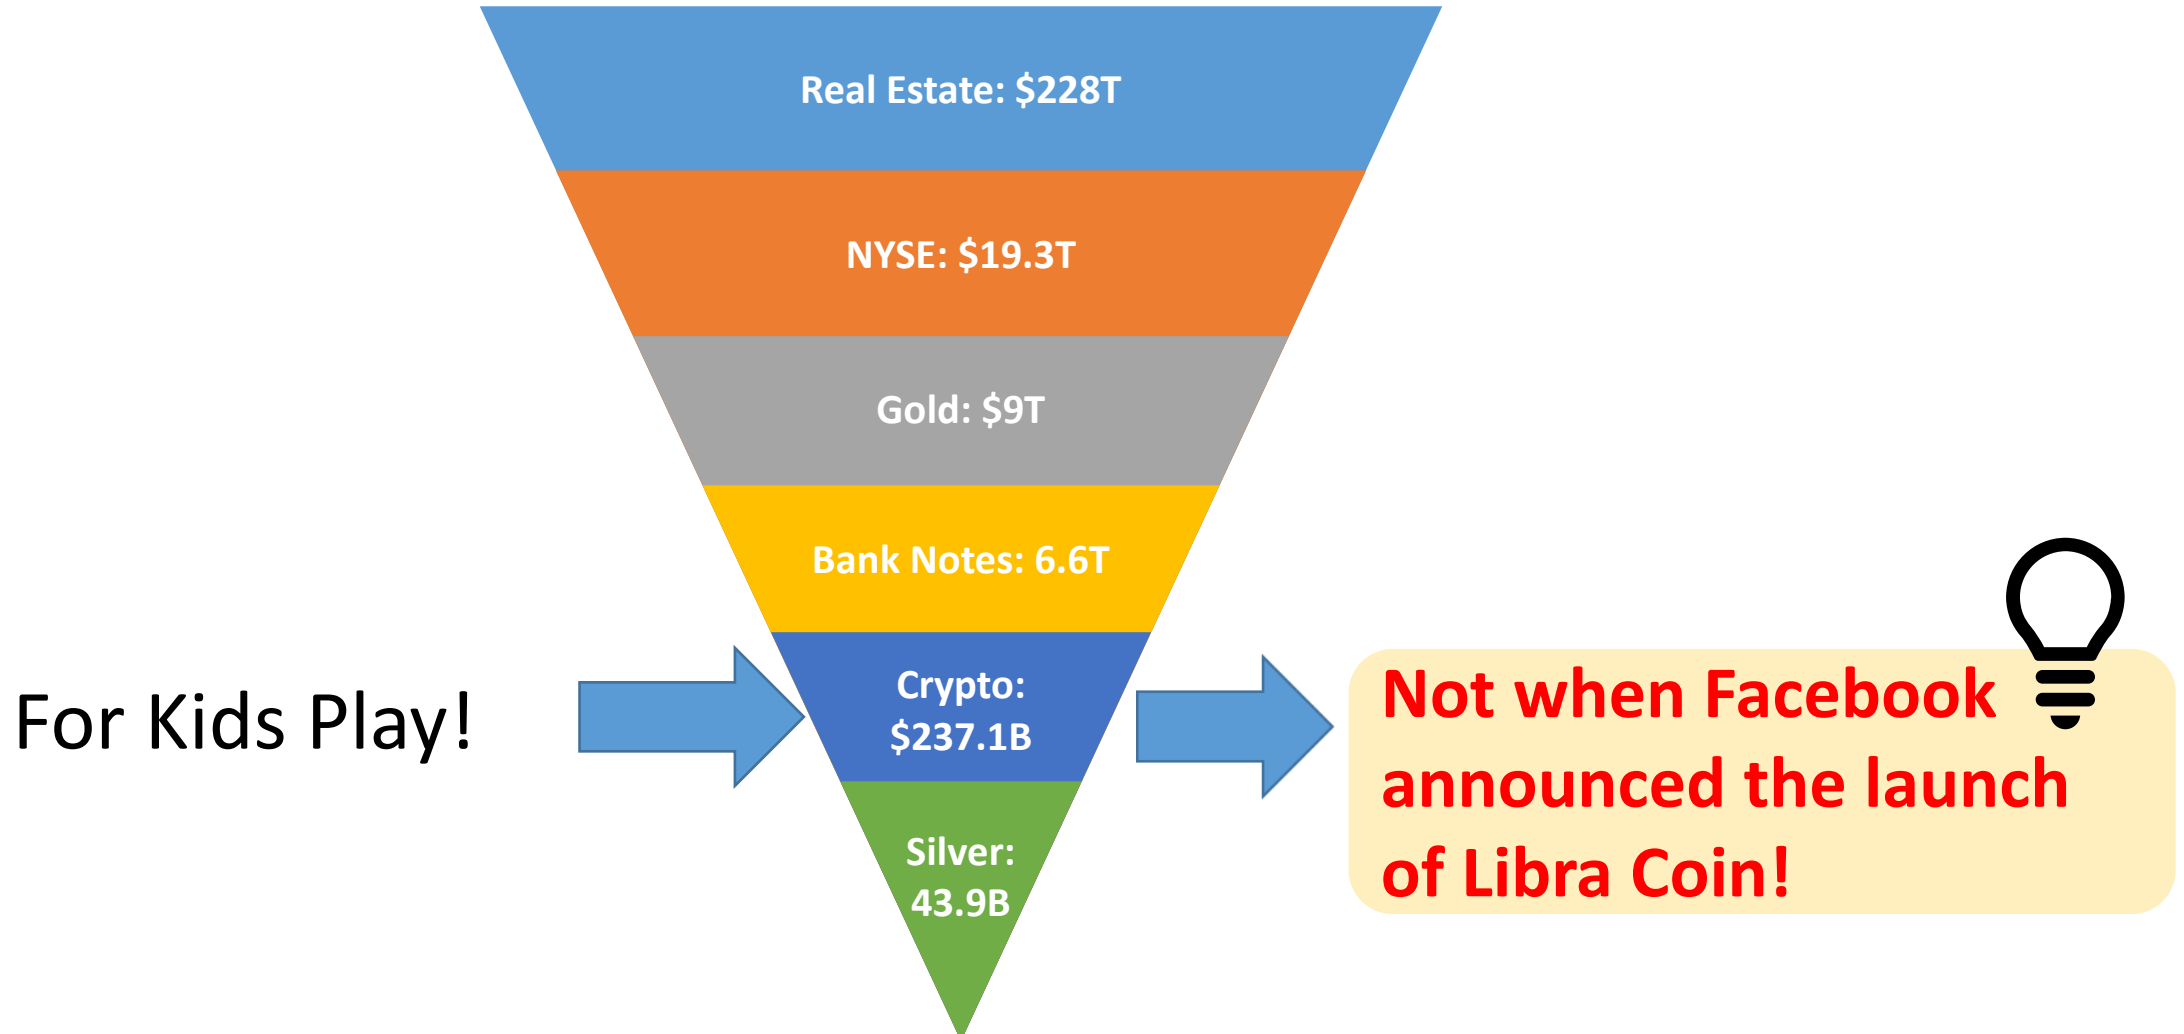 Real Estate: $228T
NYSE: $19.3T
Gold: $9T
Bank Notes: 6.6T
For Kids Play!
Crypto:
$237.1B
Not when Facebook
announced the launch
of Libra Coin!
Silver:
43.9B